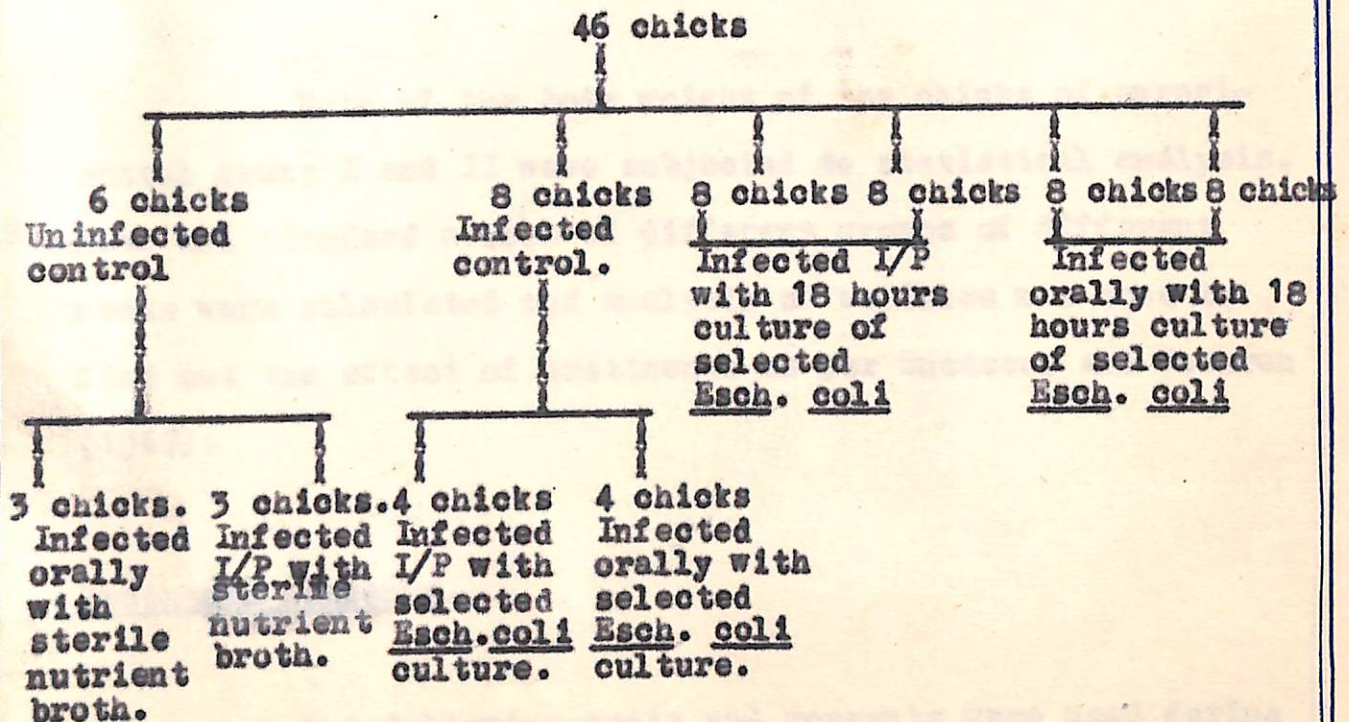 46 chicks
6 chicks
Uninfected
control
8 chicks
Infected
control.
8 chicks 8 chicks
Infected I/P
with 18 hours
culture of
selected
Esch. coli
8 chicks 8 chicks
Infected
orally with 18
hours culture
of selected
Esch. coli
3 chicks.
Infected
orally
with
sterile
nutrient
broth.
3 chicks.
Infected
I/P with
sterile
nutrient
broth.
4 chicks
Infected
I/P with
selected
Esch.coli
culture.
4 chicks
Infected
orally with
selected
Esch. coli
culture.